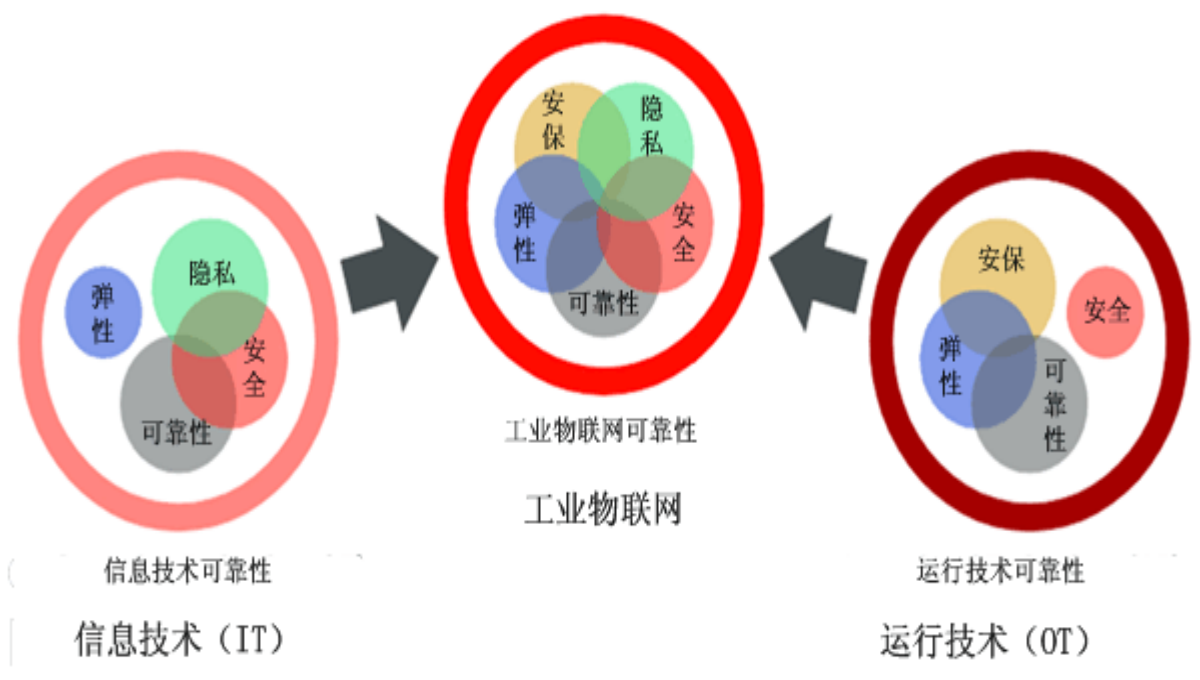 安
保
隐
私
弹
性
安
全
可靠性
工业物联网可靠性
工业物联网
隐私
弹
性
安
全
可靠性
信息技术可靠性
信息技术（IT）
安保
安全
弹
性
可
靠
性
运行技术可靠性
运行技术（OT）